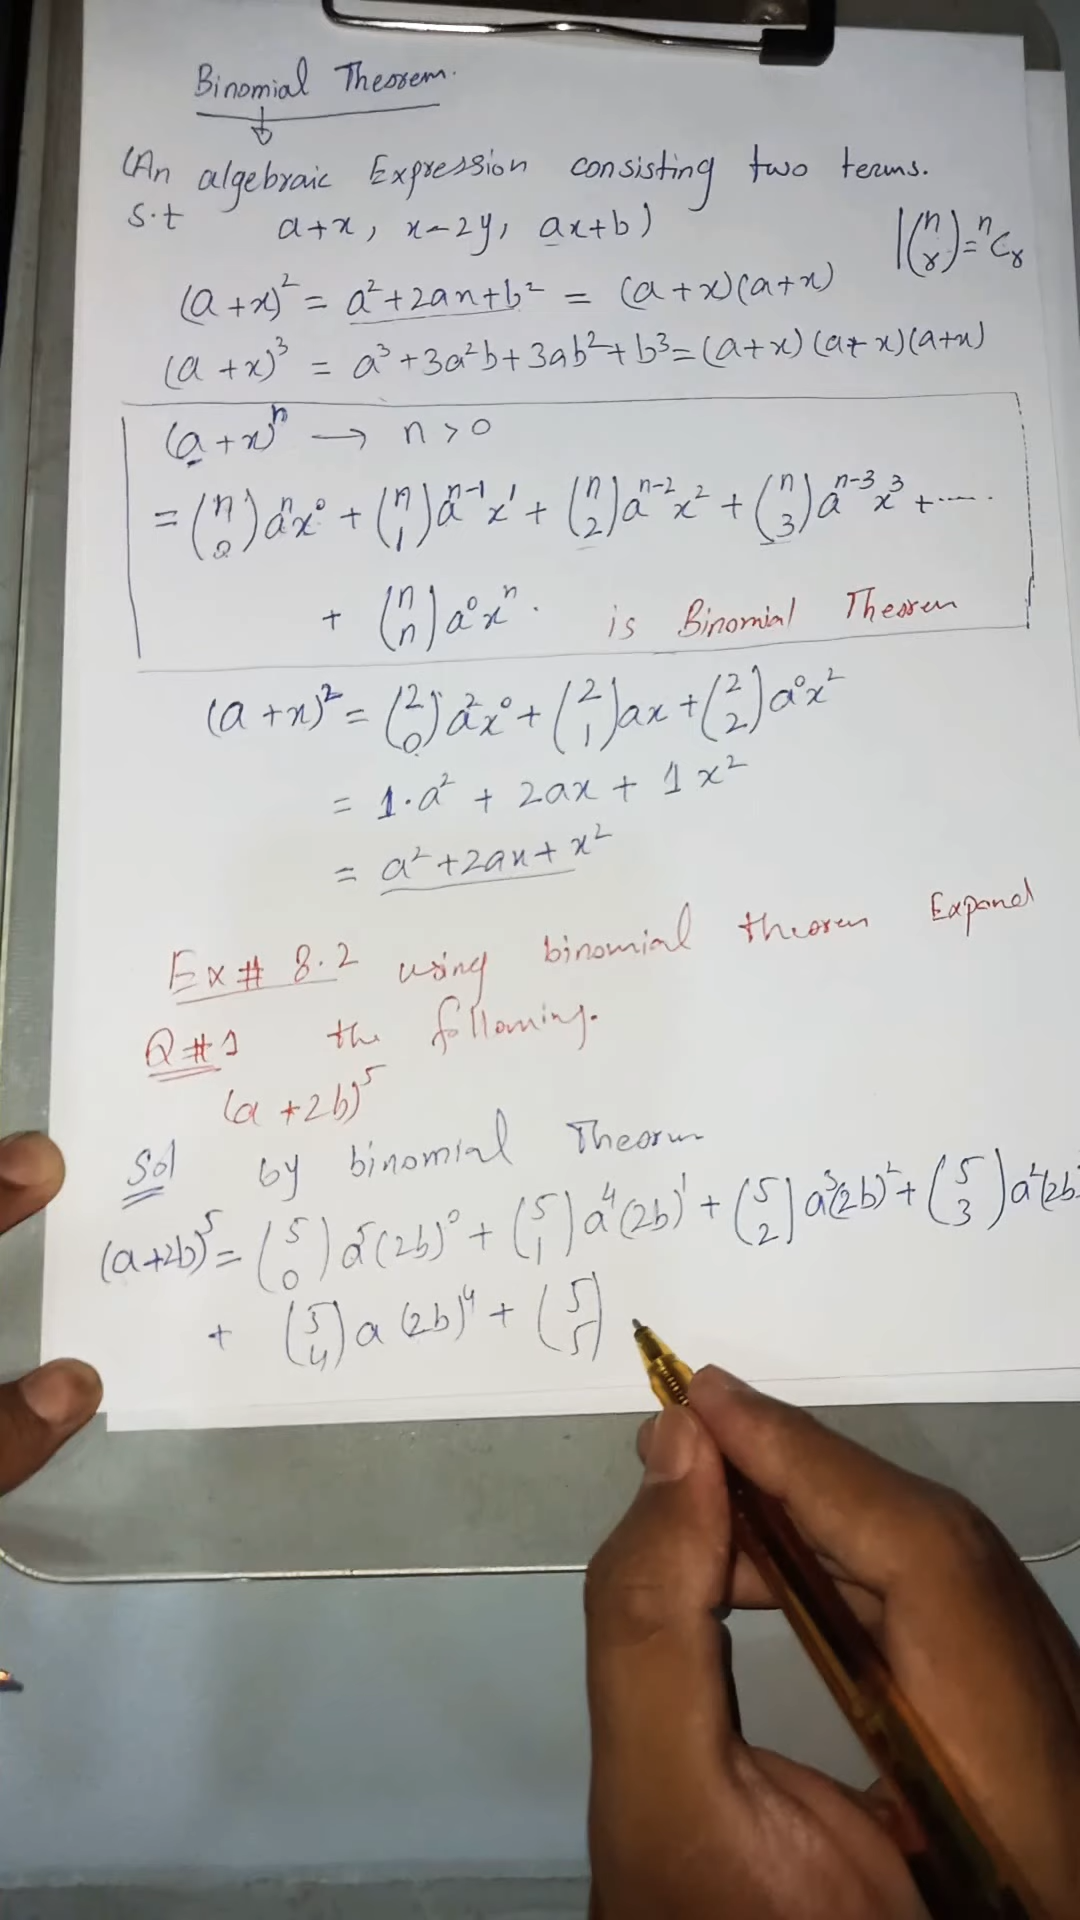 Binomial Theorem.
(An algebraic Expression consisting two terms.
s.t a+x, x-2y, ax+b)
|(n r) = ⁿCᵣ
(a+x)² = a²+2ax+b² = (a+x)(a+x)
(a+x)³ = a³+3a²b+3ab²+b³=(a+x)(a+x)(a+x)
(a+x)ⁿ → n > 0
= (n 0)aⁿx⁰ + (n 1)aⁿ⁻¹x¹ + (n 2)aⁿ⁻²x² + (n 3)aⁿ⁻³x³ + .....
+ (n n)a⁰xⁿ. is Binomial Theorem
(a+x)² = (2 0)a²x⁰ + (2 1)ax + (2 2)a⁰x²
= 1·a² + 2ax + 1x²
= a²+2ax+x²
Ex# 8.2 using binomial theorem Expand
Q#1 the following.
(a+2b)⁵
Sol by binomial Theorem
(a+2b)⁵ = (5 0)a⁵(2b)⁰ + (5 1)a⁴(2b)¹ + (5 2)a³(2b)² + (5 3)a²(2b
+ (5 4)a(2b)⁴ + (5 5)